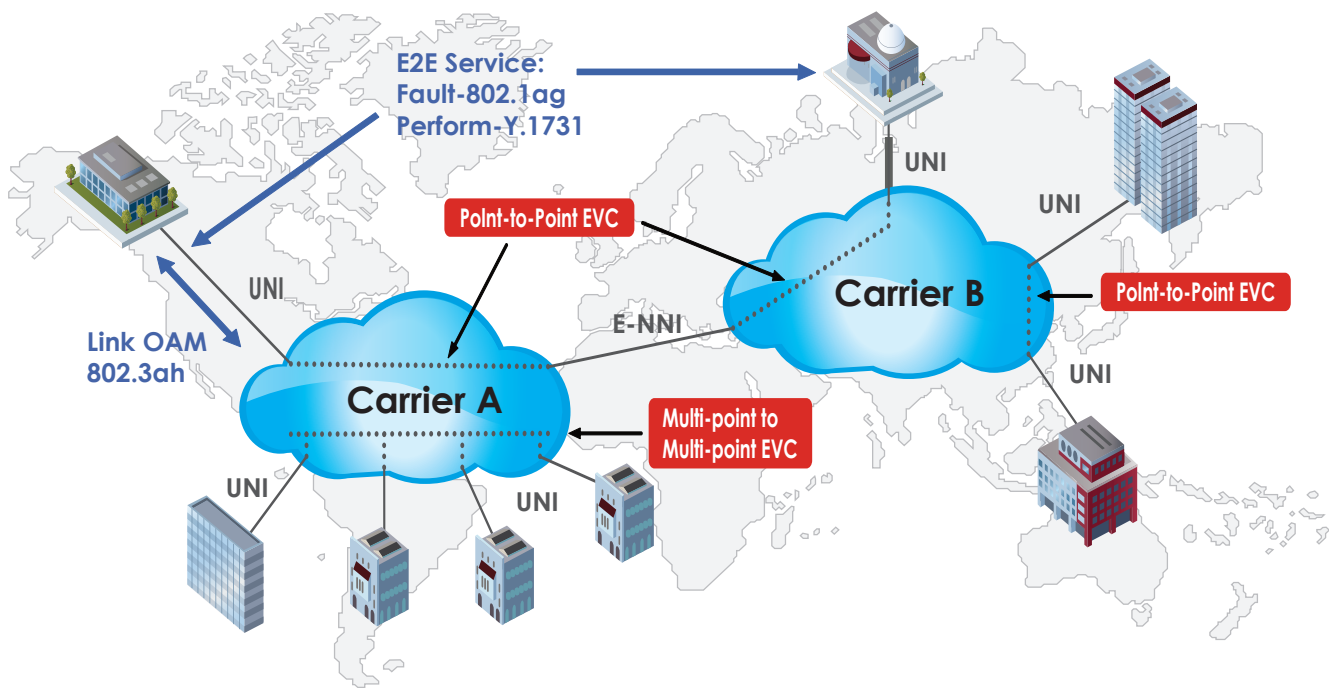 E2E Service:
Fault-802.1ag
Perform-Y.1731
UNI
UNI
PoInt-to-Point EVC
UNI
Carrier B
PoInt-to-Point EVC
E-NNI
Link OAM
802.3ah
UNI
Carrier A
Multi-point to
Multi-point EVC
UNI
UNI